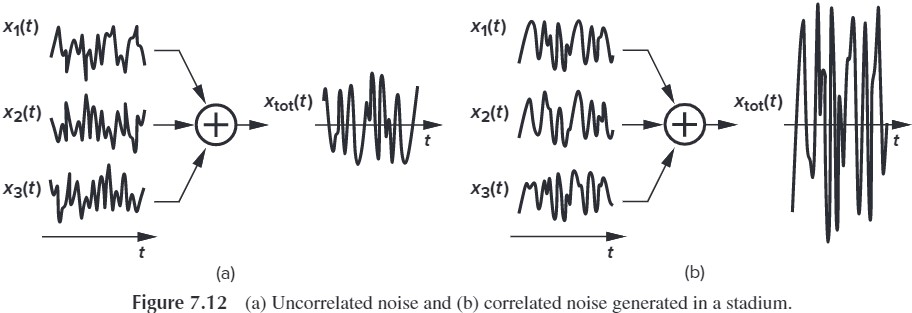 x1(t)
x2(t)
x3(t)
t
xtot(t)
t
(a)
x1(t)
x2(t)
x3(t)
t
xtot(t)
t
(b)
Figure 7.12 (a) Uncorrelated noise and (b) correlated noise generated in a stadium.